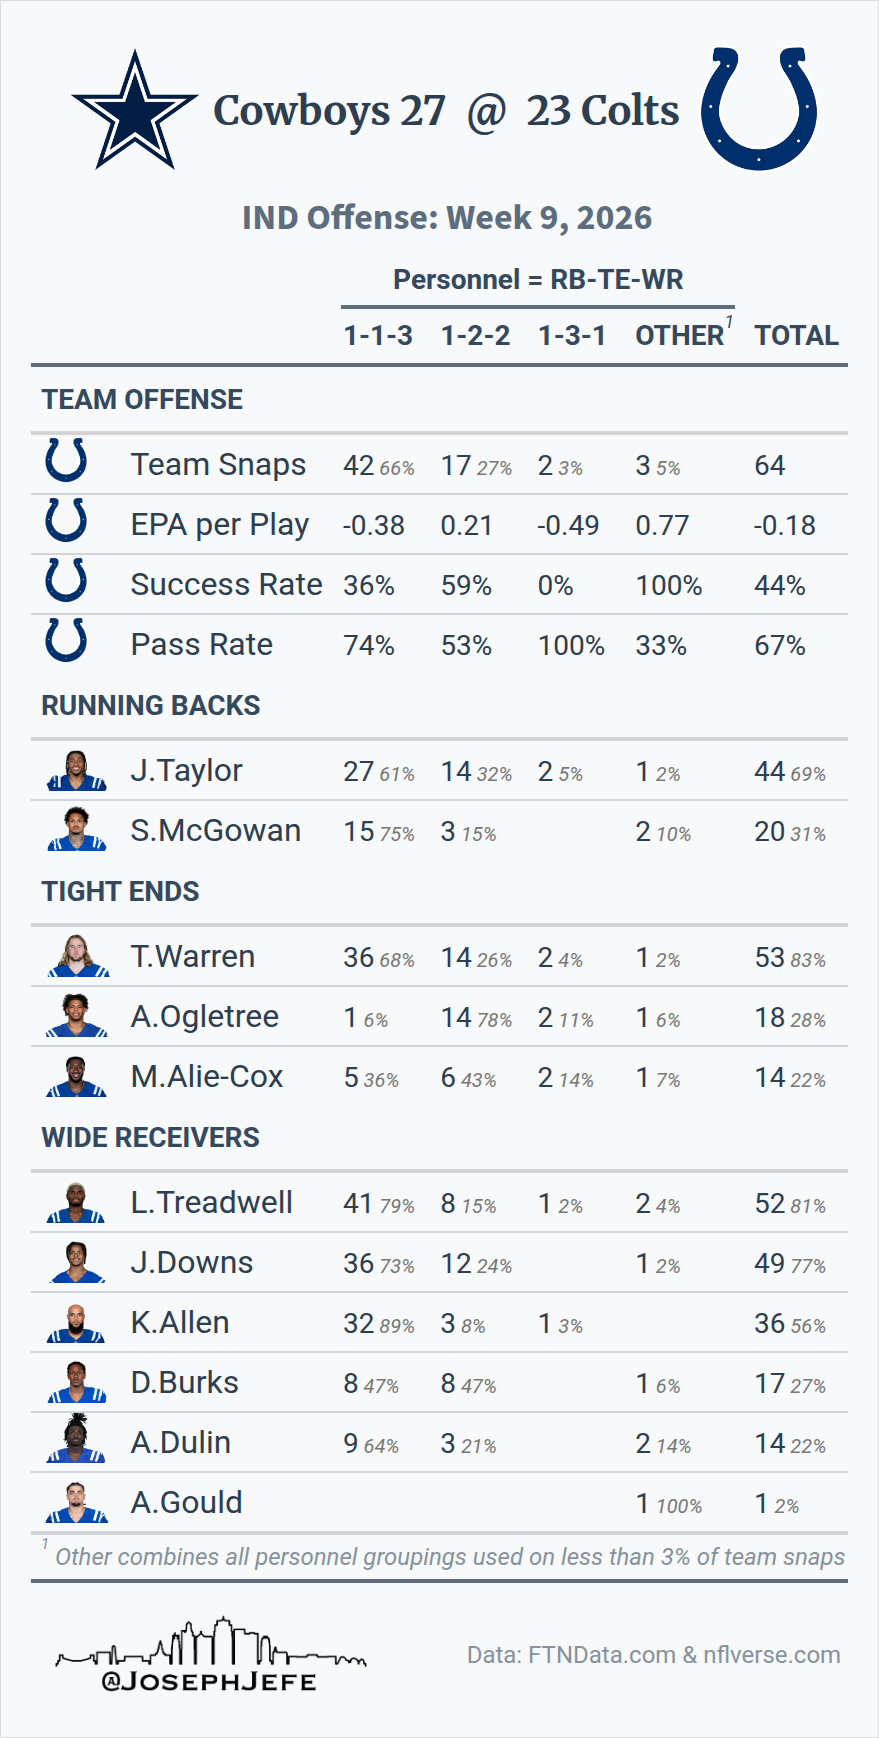 Cowboys 27 @ 23 Colts
IND Offense: Week 9, 2026
Personnel = RB-TE-WR
1-1-3 1-2-2 1-3-1 OTHER¹ TOTAL
TEAM OFFENSE
Team Snaps 42 66% 17 27% 2 3% 3 5% 64
EPA per Play -0.38 0.21 -0.49 0.77 -0.18
Success Rate 36% 59% 0% 100% 44%
Pass Rate 74% 53% 100% 33% 67%
RUNNING BACKS
J.Taylor 27 61% 14 32% 2 5% 1 2% 44 69%
S.McGowan 15 75% 3 15% 2 10% 20 31%
TIGHT ENDS
T.Warren 36 68% 14 26% 2 4% 1 2% 53 83%
A.Ogletree 1 6% 14 78% 2 11% 1 6% 18 28%
M.Alie-Cox 5 36% 6 43% 2 14% 1 7% 14 22%
WIDE RECEIVERS
L.Treadwell 41 79% 8 15% 1 2% 2 4% 52 81%
J.Downs 36 73% 12 24% 1 2% 49 77%
K.Allen 32 89% 3 8% 1 3% 36 56%
D.Burks 8 47% 8 47% 1 6% 17 27%
A.Dulin 9 64% 3 21% 2 14% 14 22%
A.Gould 1 100% 1 2%
¹ Other combines all personnel groupings used on less than 3% of team snaps
@JOSEPHJEFE
Data: FTNData.com & nflverse.com